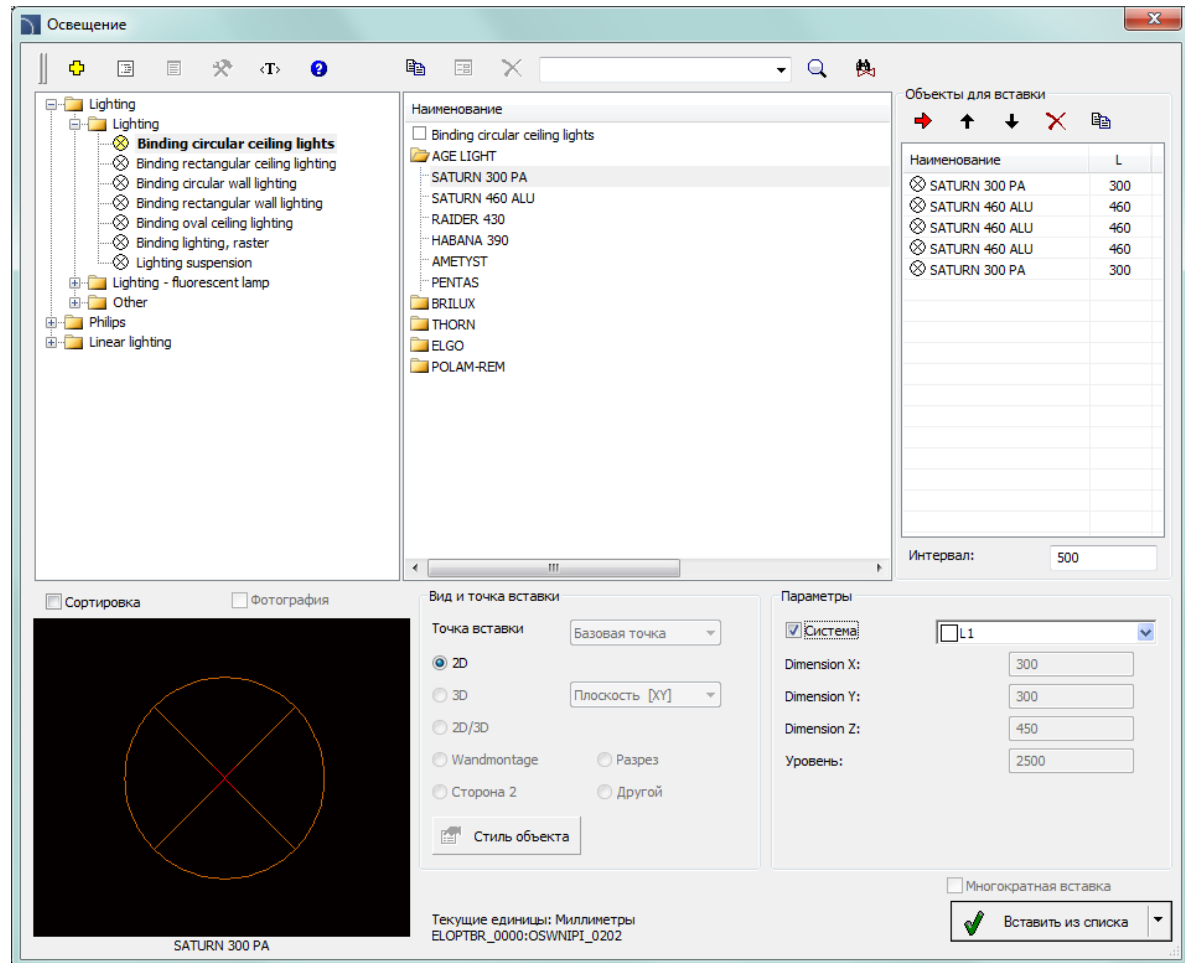 Освещение
Lighting
Lighting
Binding circular ceiling lights
Binding rectangular ceiling lighting
Binding circular wall lighting
Binding rectangular wall lighting
Binding oval ceiling lighting
Binding lighting, raster
Lighting suspension
Lighting - fluorescent lamp
Other
Philips
Linear lighting
Наименование
Binding circular ceiling lights
AGE LIGHT
SATURN 300 PA
SATURN 460 ALU
RAIDER 430
HABANA 390
AMETYST
PENTAS
BRILUX
THORN
ELGO
POLAM-REM
Объекты для вставки
Наименование L
SATURN 300 PA 300
SATURN 460 ALU 460
SATURN 460 ALU 460
SATURN 460 ALU 460
SATURN 300 PA 300
Интервал: 500
Сортировка Фотография
SATURN 300 PA
Вид и точка вставки
Точка вставки Базовая точка
2D
3D Плоскость [XY]
2D/3D
Wandmontage Разрез
Сторона 2 Другой
Стиль объекта
Текущие единицы: Миллиметры
ELOPTBR_0000:OSWNIPI_0202
Параметры
Система L1
Dimension X: 300
Dimension Y: 300
Dimension Z: 450
Уровень: 2500
Многократная вставка
Вставить из списка